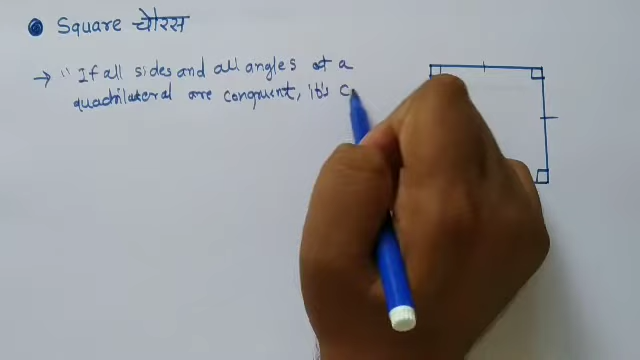 Square चौरस
→ "If all sides and all angles of a
quadrilateral are congruent, it's c